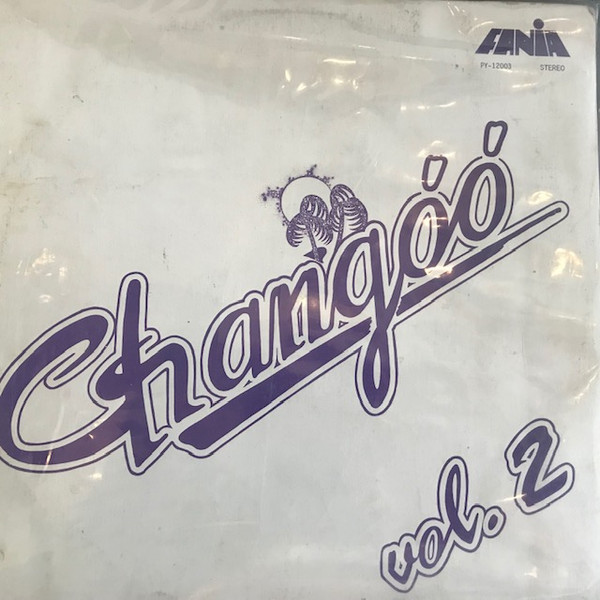 FANIA
PY-12003 STEREO
Changóó
vol. 2